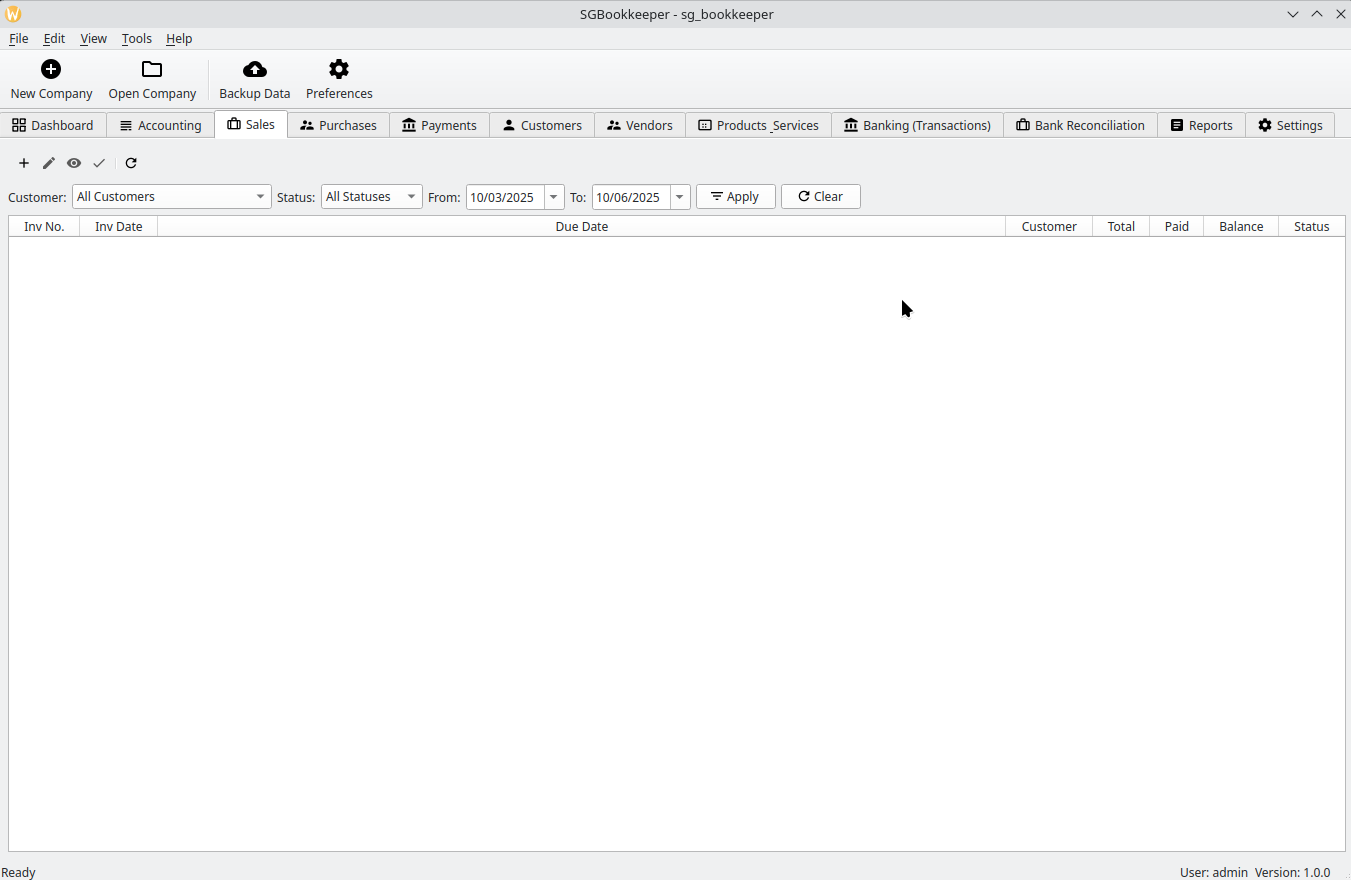 SGBookkeeper - sg_bookkeeper
File Edit View Tools Help
New Company Open Company Backup Data Preferences
Dashboard Accounting Sales Purchases Payments Customers Vendors Products _Services Banking (Transactions) Bank Reconciliation Reports Settings
Customer: All Customers Status: All Statuses From: 10/03/2025 To: 10/06/2025 Apply Clear
Inv No. Inv Date Due Date Customer Total Paid Balance Status
Ready User: admin Version: 1.0.0